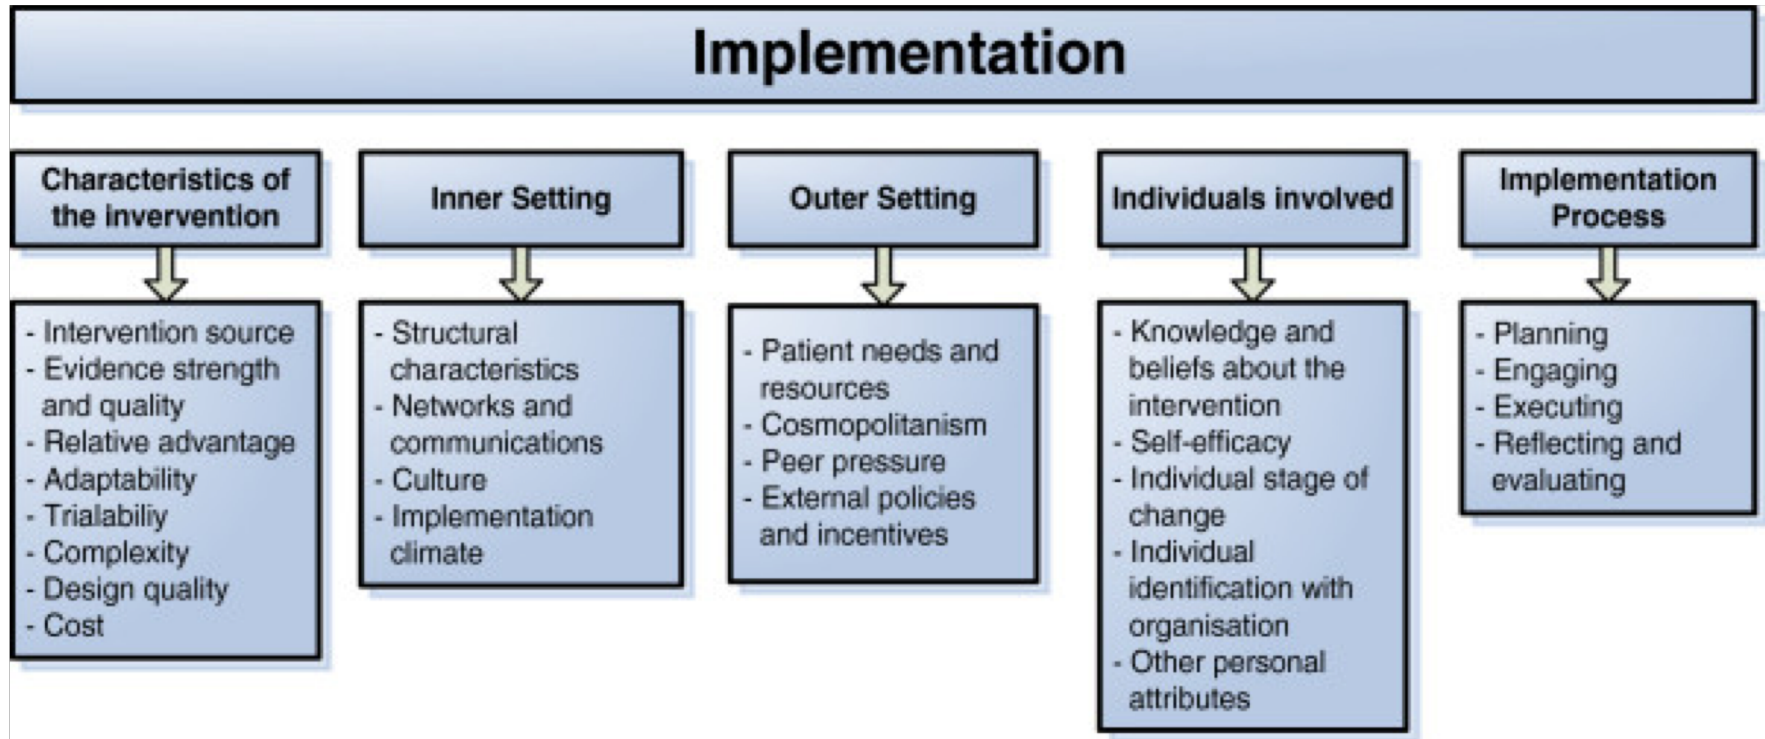 Implementation
Characteristics of
the invervention
- Intervention source
- Evidence strength
and quality
- Relative advantage
- Adaptability
- Trialabiliy
- Complexity
- Design quality
- Cost
Inner Setting
- Structural
characteristics
- Networks and
communications
- Culture
- Implementation
climate
Outer Setting
- Patient needs and
resources
- Cosmopolitanism
- Peer pressure
- External policies
and incentives
Individuals involved
- Knowledge and
beliefs about the
intervention
- Self-efficacy
- Individual stage of
change
- Individual
identification with
organisation
- Other personal
attributes
Implementation
Process
- Planning
- Engaging
- Executing
- Reflecting and
evaluating